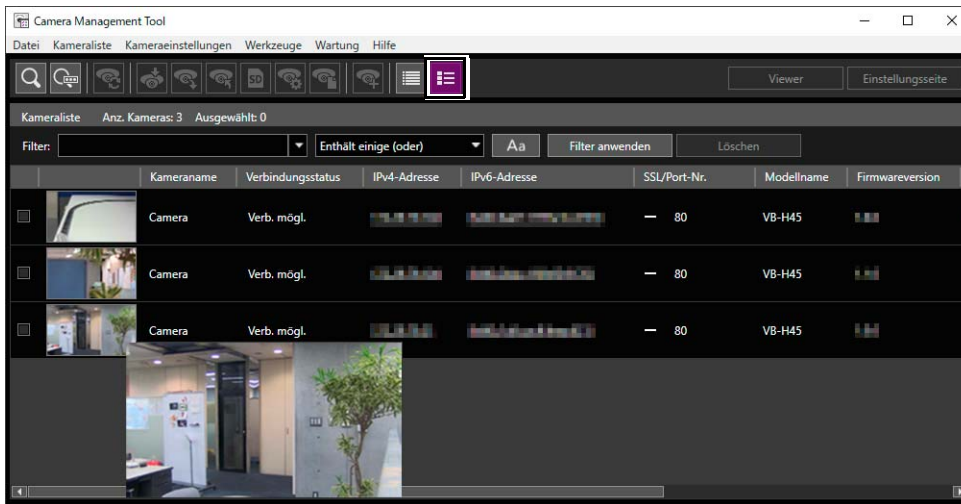 Camera Management Tool
Datei Kameraliste Kameraeinstellungen Werkzeuge Wartung Hilfe
SD Viewer Einstellungsseite
Kameraliste Anz. Kameras: 3 Ausgewählt: 0
Filter: Enthält einige (oder) Aa Filter anwenden Löschen
Kameraname Verbindungsstatus IPv4-Adresse IPv6-Adresse SSL/Port-Nr. Modellname Firmwareversion
Camera Verb. mögl. — 80 VB-H45
Camera Verb. mögl. — 80 VB-H45
Camera Verb. mögl. — 80 VB-H45